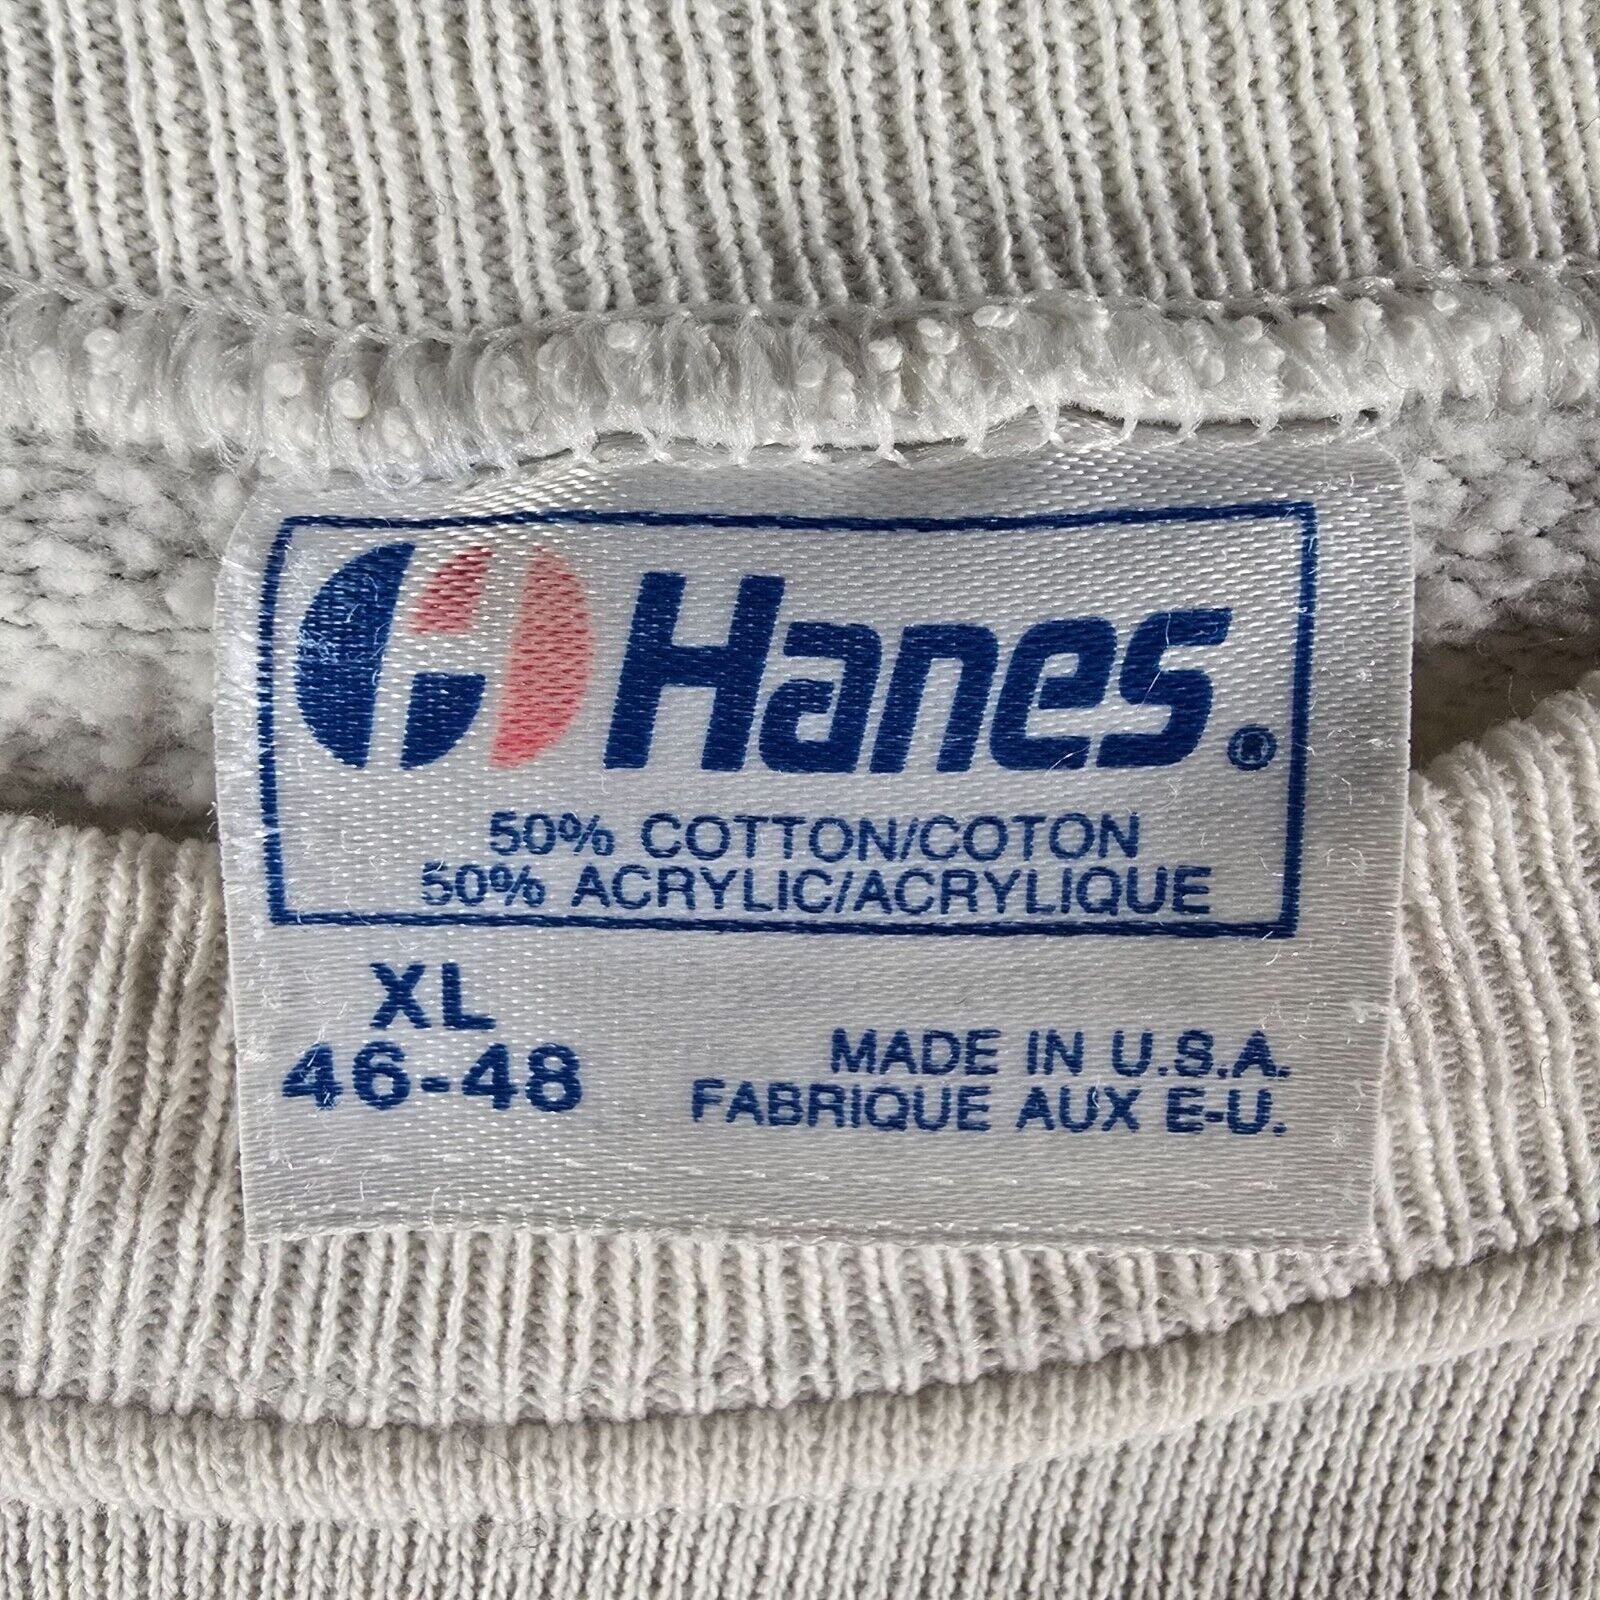 Hanes®
50% COTTON/COTON
50% ACRYLIC/ACRYLIQUE
XL
46-48
MADE IN U.S.A.
FABRIQUE AUX E-U.